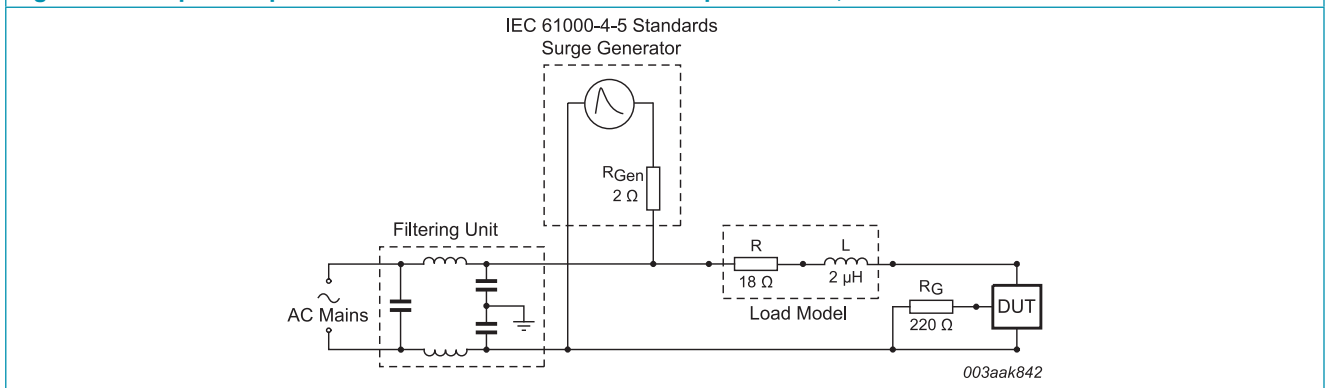 IEC 61000-4-5 Standards
Surge Generator
RGen
2 Ω
Filtering Unit
R
L
18 Ω
2 μH
RG
220 Ω
DUT
AC Mains
Load Model
003aak842